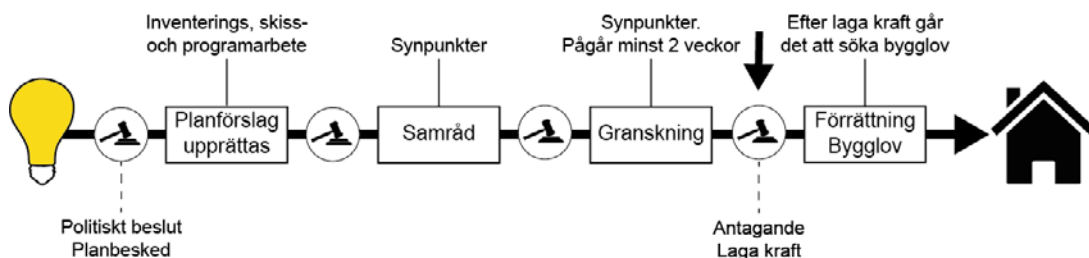 Inventerings, skiss-
och programarbete
Synpunkter
Synpunkter.
Pågår minst 2 veckor
Efter laga kraft går
det att söka bygglov
Planförslag
upprättas
Samråd
Granskning
Förrättning
Bygglov
Politiskt beslut
Planbesked
Antagande
Laga kraft